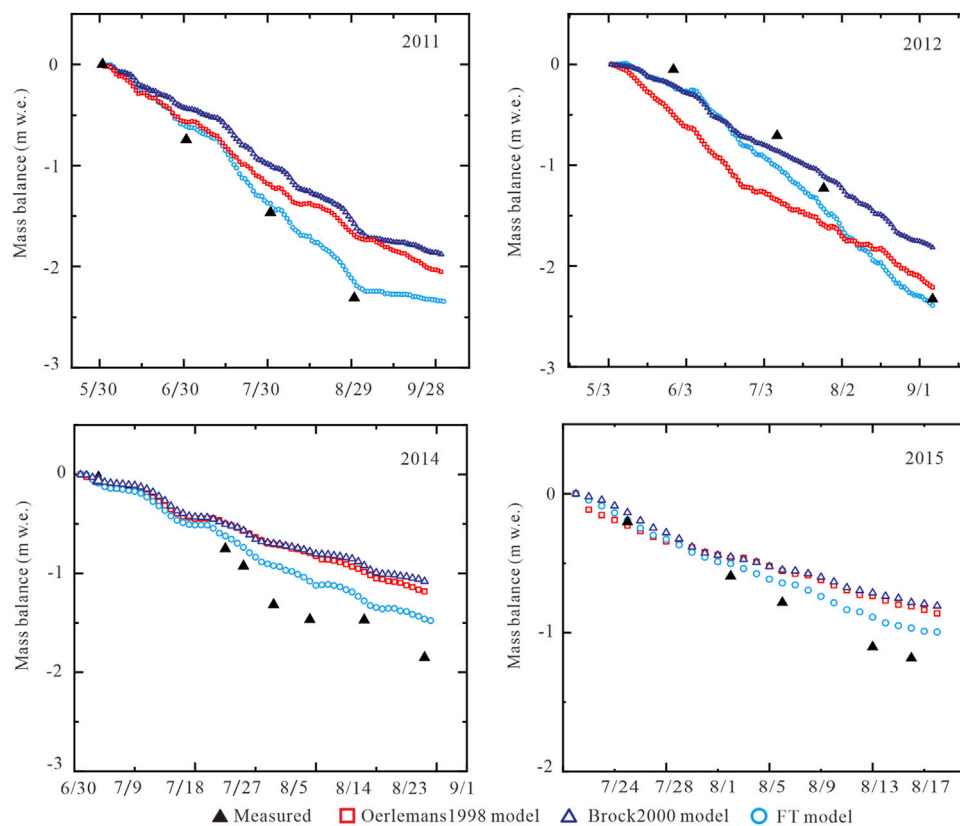 2011
Mass balance (m w.e.)
0
-1
-2
-3
5/30 6/30 7/30 8/29 9/28
2012
Mass balance (m w.e.)
0
-1
-2
-3
5/3 6/3 7/3 8/2 9/1
2014
Mass balance (m w.e.)
0
-1
-2
-3
6/30 7/9 7/18 7/27 8/5 8/14 8/23 9/1
2015
Mass balance (m w.e.)
0
-1
-2
7/24 7/28 8/1 8/5 8/9 8/13 8/17
Measured Oerlemans1998 model Brock2000 model FT model